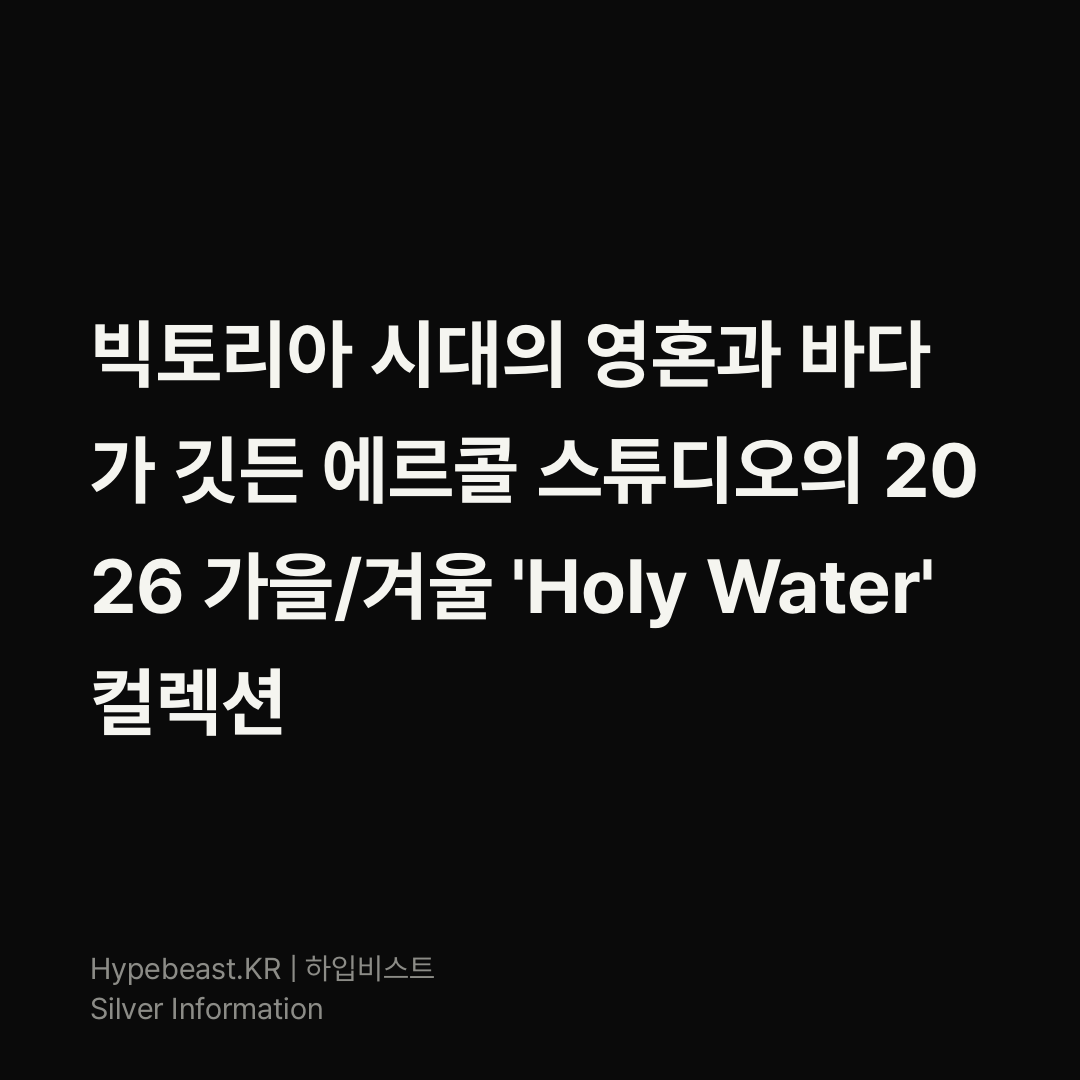 빅토리아 시대의 영혼과 바다
가 깃든 에르콜 스튜디오의 20
26 가을/겨울 'Holy Water'
컬렉션
Hypebeast.KR | 하입비스트
Silver Information